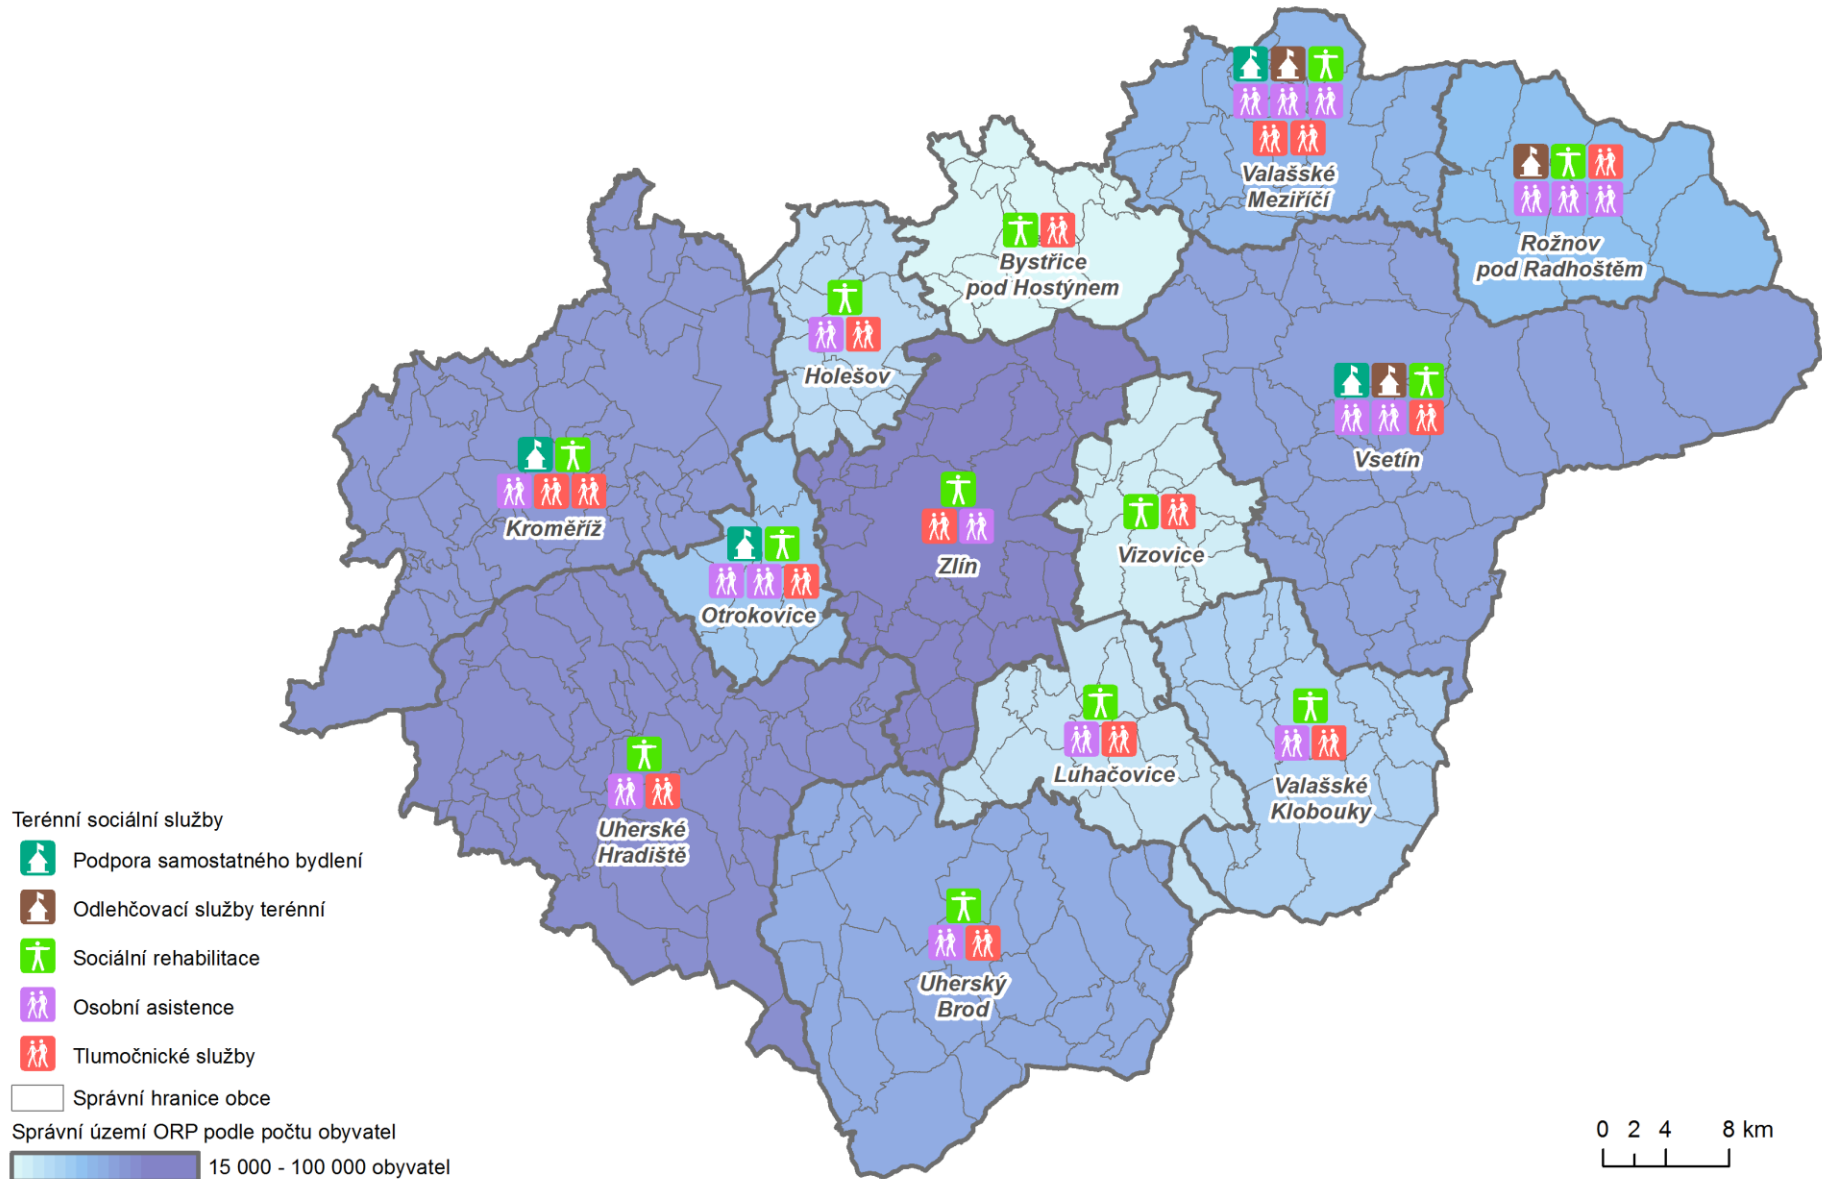 Valašské
Meziříčí
Rožnov
pod Radhoštěm
Bystřice
pod Hostýnem
Holešov
Vsetín
Kroměříž
Vizovice
Zlín
Otrokovice
Luhačovice
Valašské
Klobouky
Uherské
Hradiště
Uherský
Brod
Terénní sociální služby
Podpora samostatného bydlení
Odlehčovací služby terénní
Sociální rehabilitace
Osobní asistence
Tlumočnické služby
Správní hranice obce
Správní území ORP podle počtu obyvatel
15 000 - 100 000 obyvatel
0 2 4 8 km